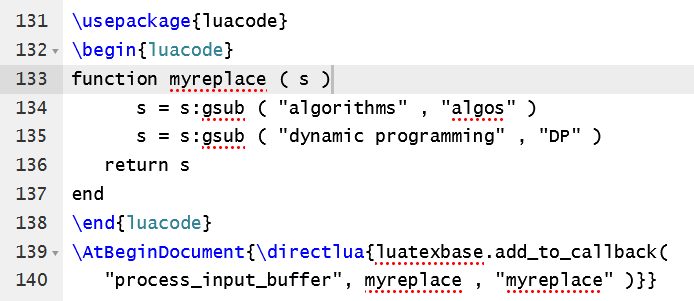 131 \usepackage{luacode}
132 \begin{luacode}
133 function myreplace ( s )
134 s = s:gsub ( "algorithms" , "algos" )
135 s = s:gsub ( "dynamic programming" , "DP" )
136 return s
137 end
138 \end{luacode}
139 \AtBeginDocument{\directlua{luatexbase.add_to_callback(
140 "process_input_buffer", myreplace , "myreplace" )}}